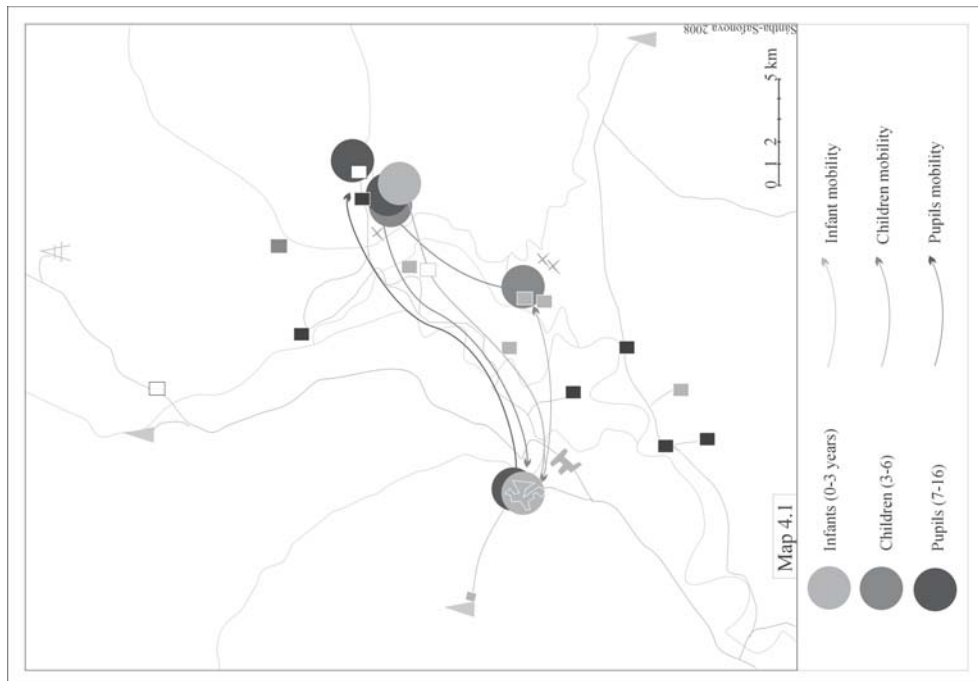 Sántha-Safonova 2008
0 1 2 5 km
Map 4.1
Infants (0-3 years)
Infant mobility
Children (3-6)
Children mobility
Pupils (7-16)
Pupils mobility